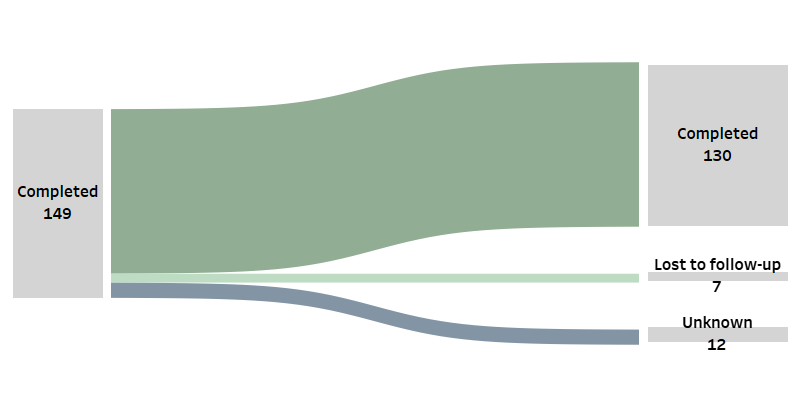 Completed
149
Completed
130
Lost to follow-up
7
Unknown
12